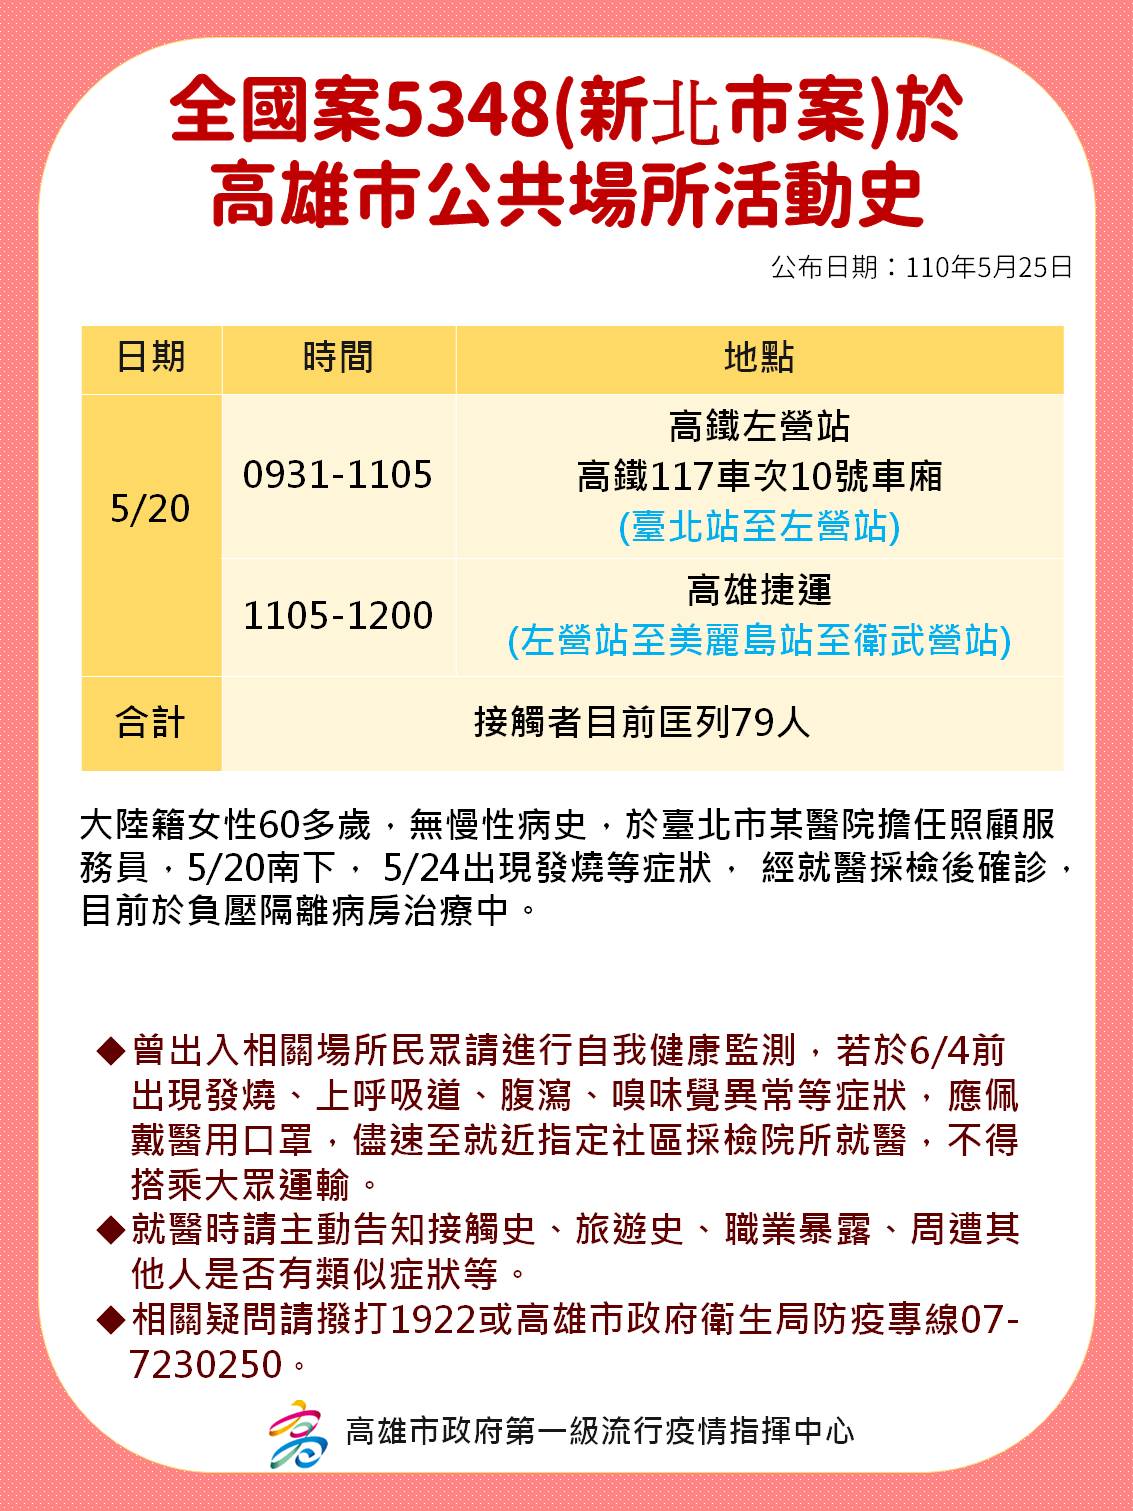 全國案5348(新北市案)於
高雄市公共場所活動史
公布日期：110年5月25日
日期
時間
地點
5/20
0931-1105
高鐵左營站
高鐵117車次10號車廂
(臺北站至左營站)
1105-1200
高雄捷運
(左營站至美麗島站至衛武營站)
合計
接觸者目前匡列79人
大陸籍女性60多歲，無慢性病史，於臺北市某醫院擔任照顧服
務員，5/20南下， 5/24出現發燒等症狀， 經就醫採檢後確診，
目前於負壓隔離病房治療中。
◆曾出入相關場所民眾請進行自我健康監測，若於6/4前
出現發燒、上呼吸道、腹瀉、嗅味覺異常等症狀，應佩
戴醫用口罩，儘速至就近指定社區採檢院所就醫，不得
搭乘大眾運輸。
◆就醫時請主動告知接觸史、旅遊史、職業暴露、周遭其
他人是否有類似症狀等。
◆相關疑問請撥打1922或高雄市政府衛生局防疫專線07-
7230250。
高雄市政府第一級流行疫情指揮中心